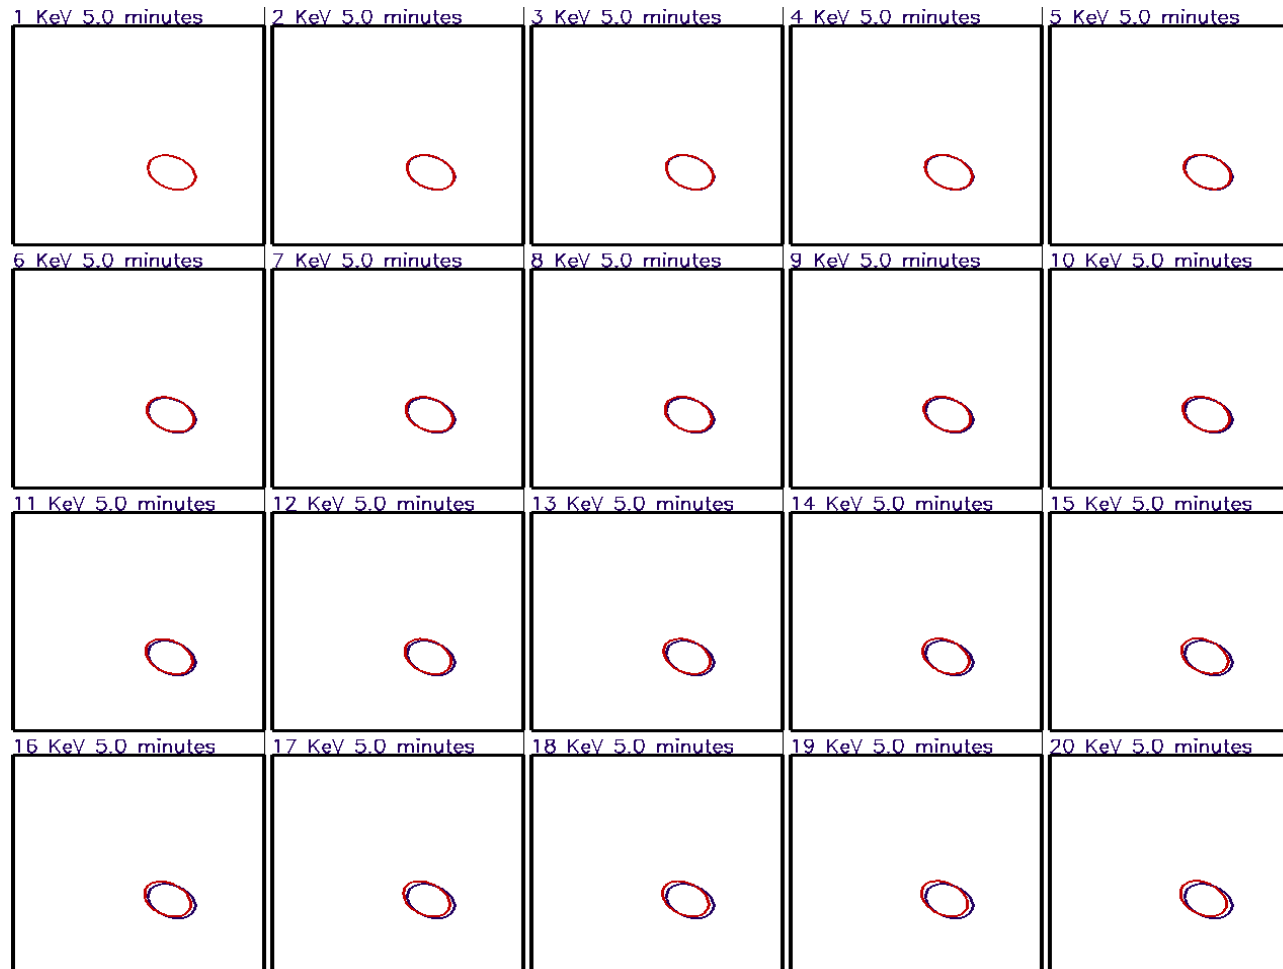 1 KeV 5.0 minutes
2 KeV 5.0 minutes
3 KeV 5.0 minutes
4 KeV 5.0 minutes
5 KeV 5.0 minutes
6 KeV 5.0 minutes
7 KeV 5.0 minutes
8 KeV 5.0 minutes
9 KeV 5.0 minutes
10 KeV 5.0 minutes
11 KeV 5.0 minutes
12 KeV 5.0 minutes
13 KeV 5.0 minutes
14 KeV 5.0 minutes
15 KeV 5.0 minutes
16 KeV 5.0 minutes
17 KeV 5.0 minutes
18 KeV 5.0 minutes
19 KeV 5.0 minutes
20 KeV 5.0 minutes